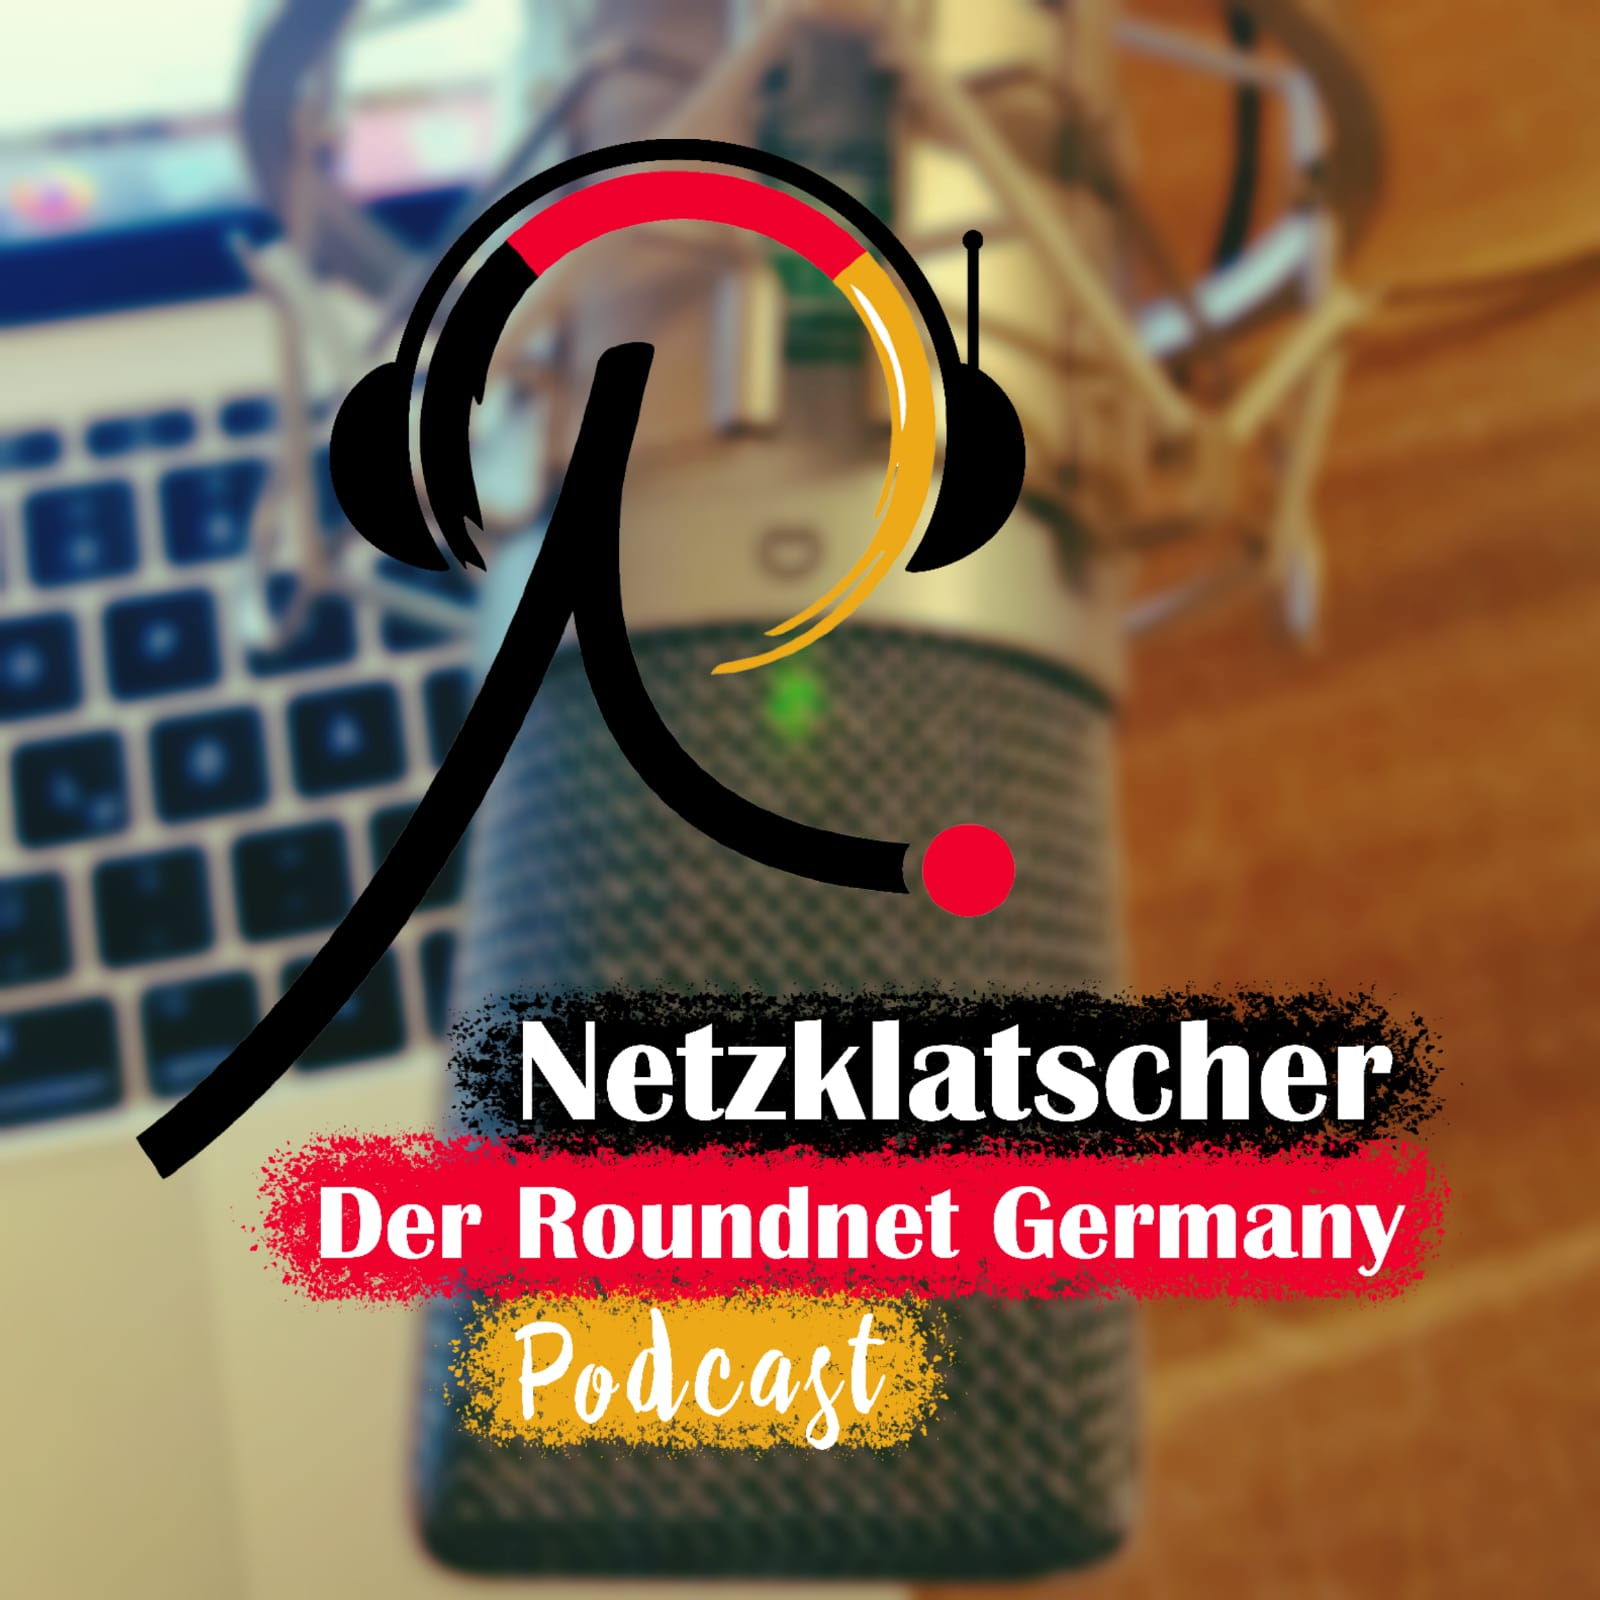 Netzklatscher
Der Roundnet Germany
Podcast